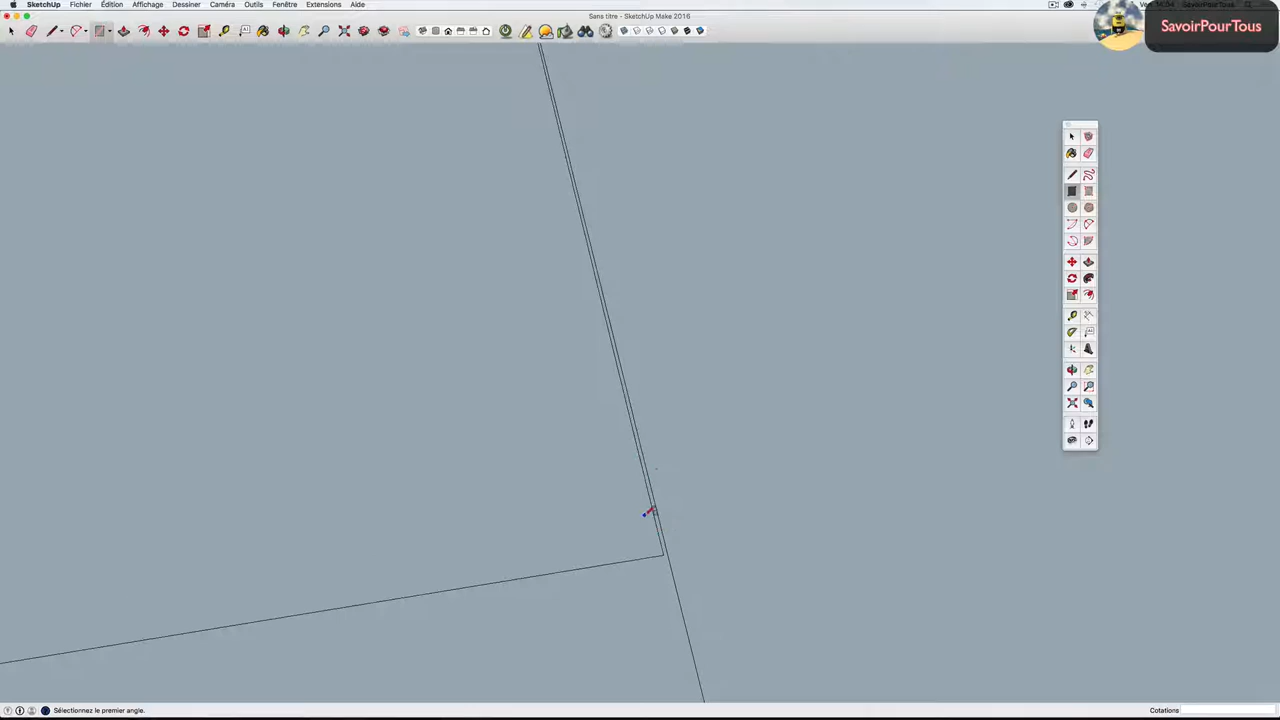 SketchUp Fichier Édition Affichage Dessiner Caméra Outils Fenêtre Extensions Aide
SavoirPourTous
Sans titre - SketchUp Make 2016
Sélectionnez le premier angle.
Cotations